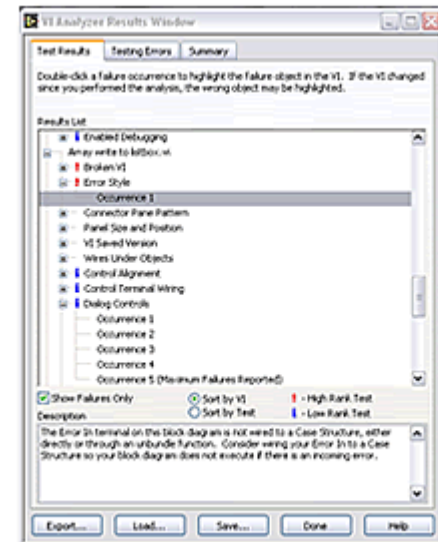 VI Analyzer Results Window
Test Results Testing Errors Summary
Double-click a failure occurrence to highlight the failure object in the VI. If the VI changed
since you performed the analysis, the wrong object may be highlighted.
Results List
Enabled Debugging
Array write to listbox.vi
Broken VI
Error Style
Occurrence 1
Connector Pane Pattern
Panel Size and Position
VI Saved Version
Wires Under Objects
Control Alignment
Control Terminal Wiring
Dialog Controls
Occurrence 1
Occurrence 2
Occurrence 3
Occurrence 4
Occurrence 5 (Maximum Failures Reported)
Show Failures Only Sort by VI ! - High Rank Test
Description Sort by Test - Low Rank Test
The Error In terminal on this block diagram is not wired to a Case Structure, either
directly or through an unbundle function. Consider wiring your Error In to a Case
Structure so your block diagram does not execute if there is an incoming error.
Export... Load... Save... Done Help